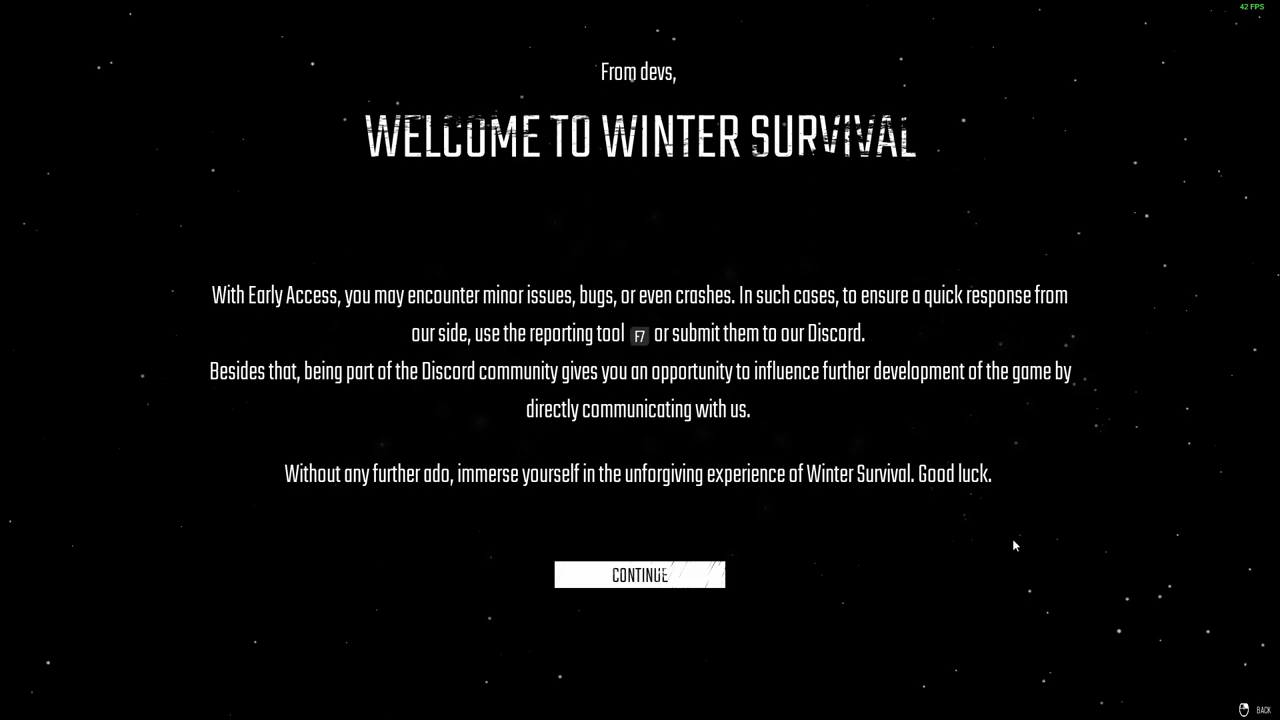 42 FPS
From devs,
WELCOME TO WINTER SURVIVAL
With Early Access, you may encounter minor issues, bugs, or even crashes. In such cases, to ensure a quick response from
our side, use the reporting tool F7 or submit them to our Discord.
Besides that, being part of the Discord community gives you an opportunity to influence further development of the game by
directly communicating with us.
Without any further ado, immerse yourself in the unforgiving experience of Winter Survival. Good luck.
CONTINUE
BACK